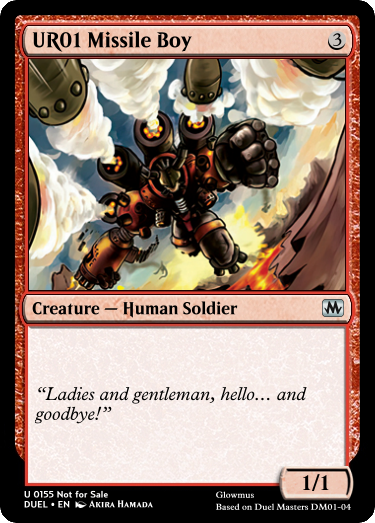 UR01 Missile Boy 3
Creature — Human Soldier
“Ladies and gentleman, hello… and
goodbye!”
1/1
U 0155 Not for Sale
DUEL • EN Akira Hamada
Glowmus
Based on Duel Masters DM01-04